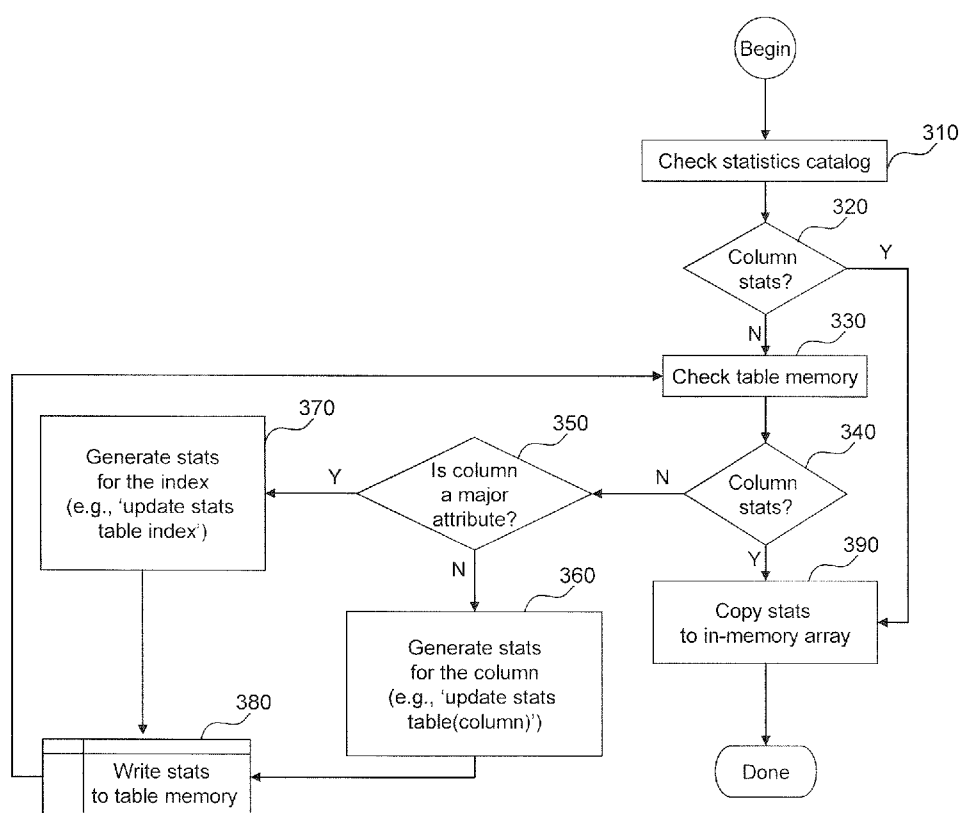 Begin
310
Check statistics catalog
320
Column
stats?
Y
N
330
Check table memory
340
Column
stats?
N
Y
350
Is column
a major
attribute?
Y
N
370
Generate stats
for the index
(e.g., 'update stats
table index')
360
Generate stats
for the column
(e.g., 'update stats
table(column)')
380
Write stats
to table memory
390
Copy stats
to in-memory array
Done